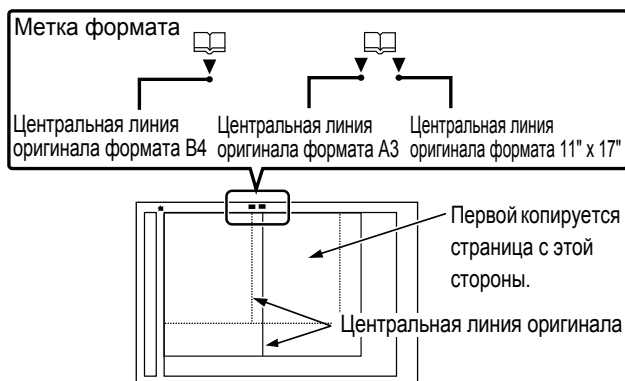 Метка формата
Центральная линия
оригинала формата B4
Центральная линия
оригинала формата A3
Центральная линия
оригинала формата 11" x 17"
Первой копируется
страница с этой
стороны.
Центральная линия оригинала